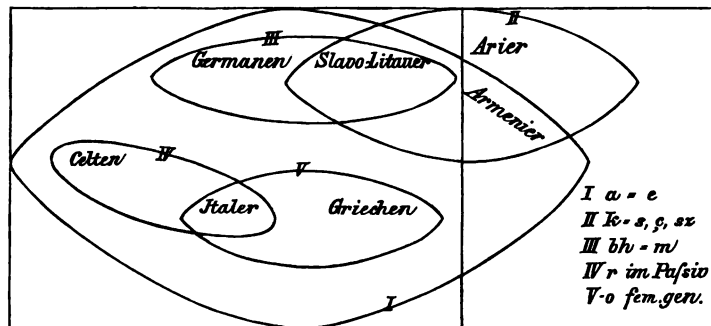 II
III
Germanen Slavo-Litauer Arier
Armenier
Celten IV V
Italer Griechen
I a = e
II k = s, ç, sz
III bh = m
IV r im Paſsiv
V -o fem. gen.
I